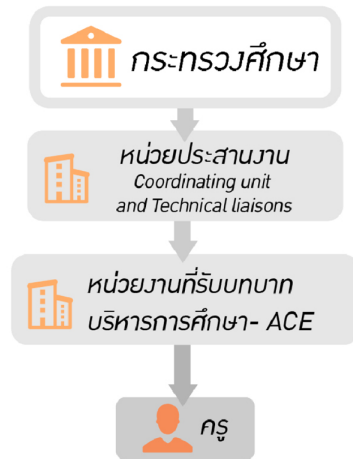 กระทรวงศึกษา
หน่วยประสานงาน
Coordinating unit
and Technical liaisons
หน่วยงานที่รับบทบาท
บริหารการศึกษา- ACE
ครู